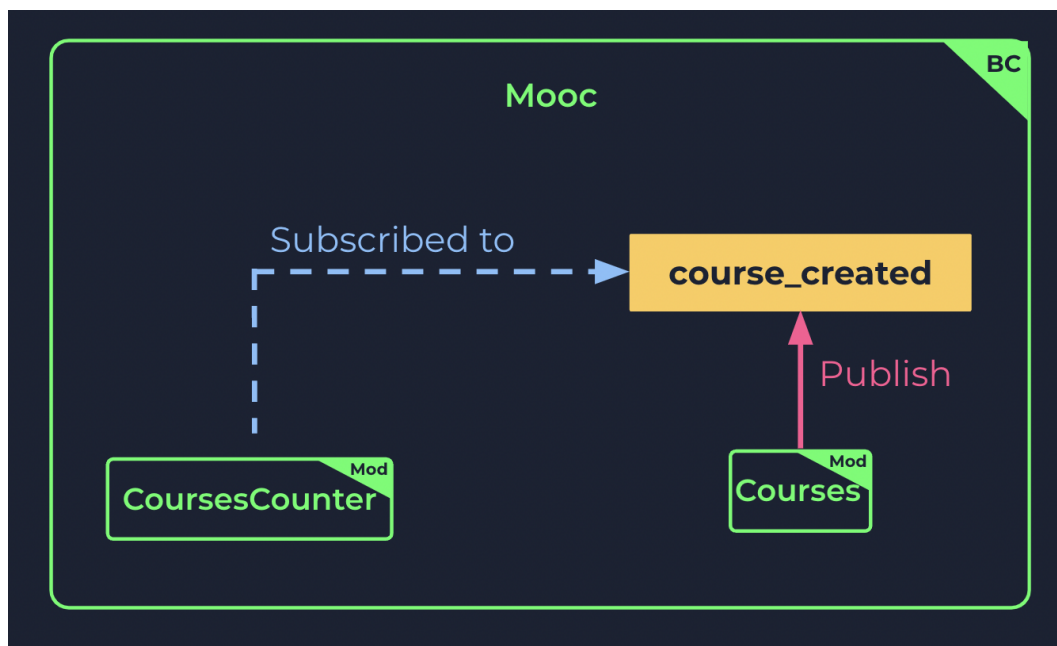 BC
Mooc
Subscribed to
course_created
Publish
Mod
CoursesCounter
Mod
Courses